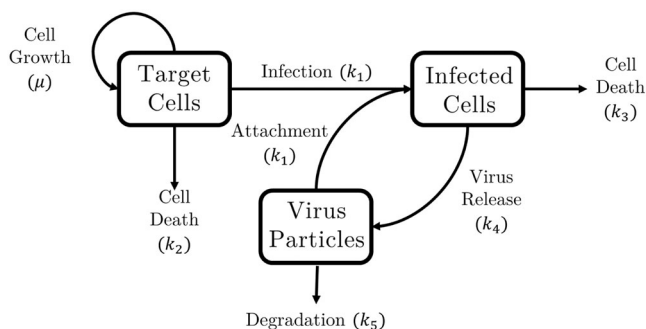 Cell
Growth
(μ)
Target
Cells
Infection (k₁)
Infected
Cells
Cell
Death
(k₃)
Attachment
(k₁)
Cell
Death
(k₂)
Virus
Particles
Virus
Release
(k₄)
Degradation (k₅)